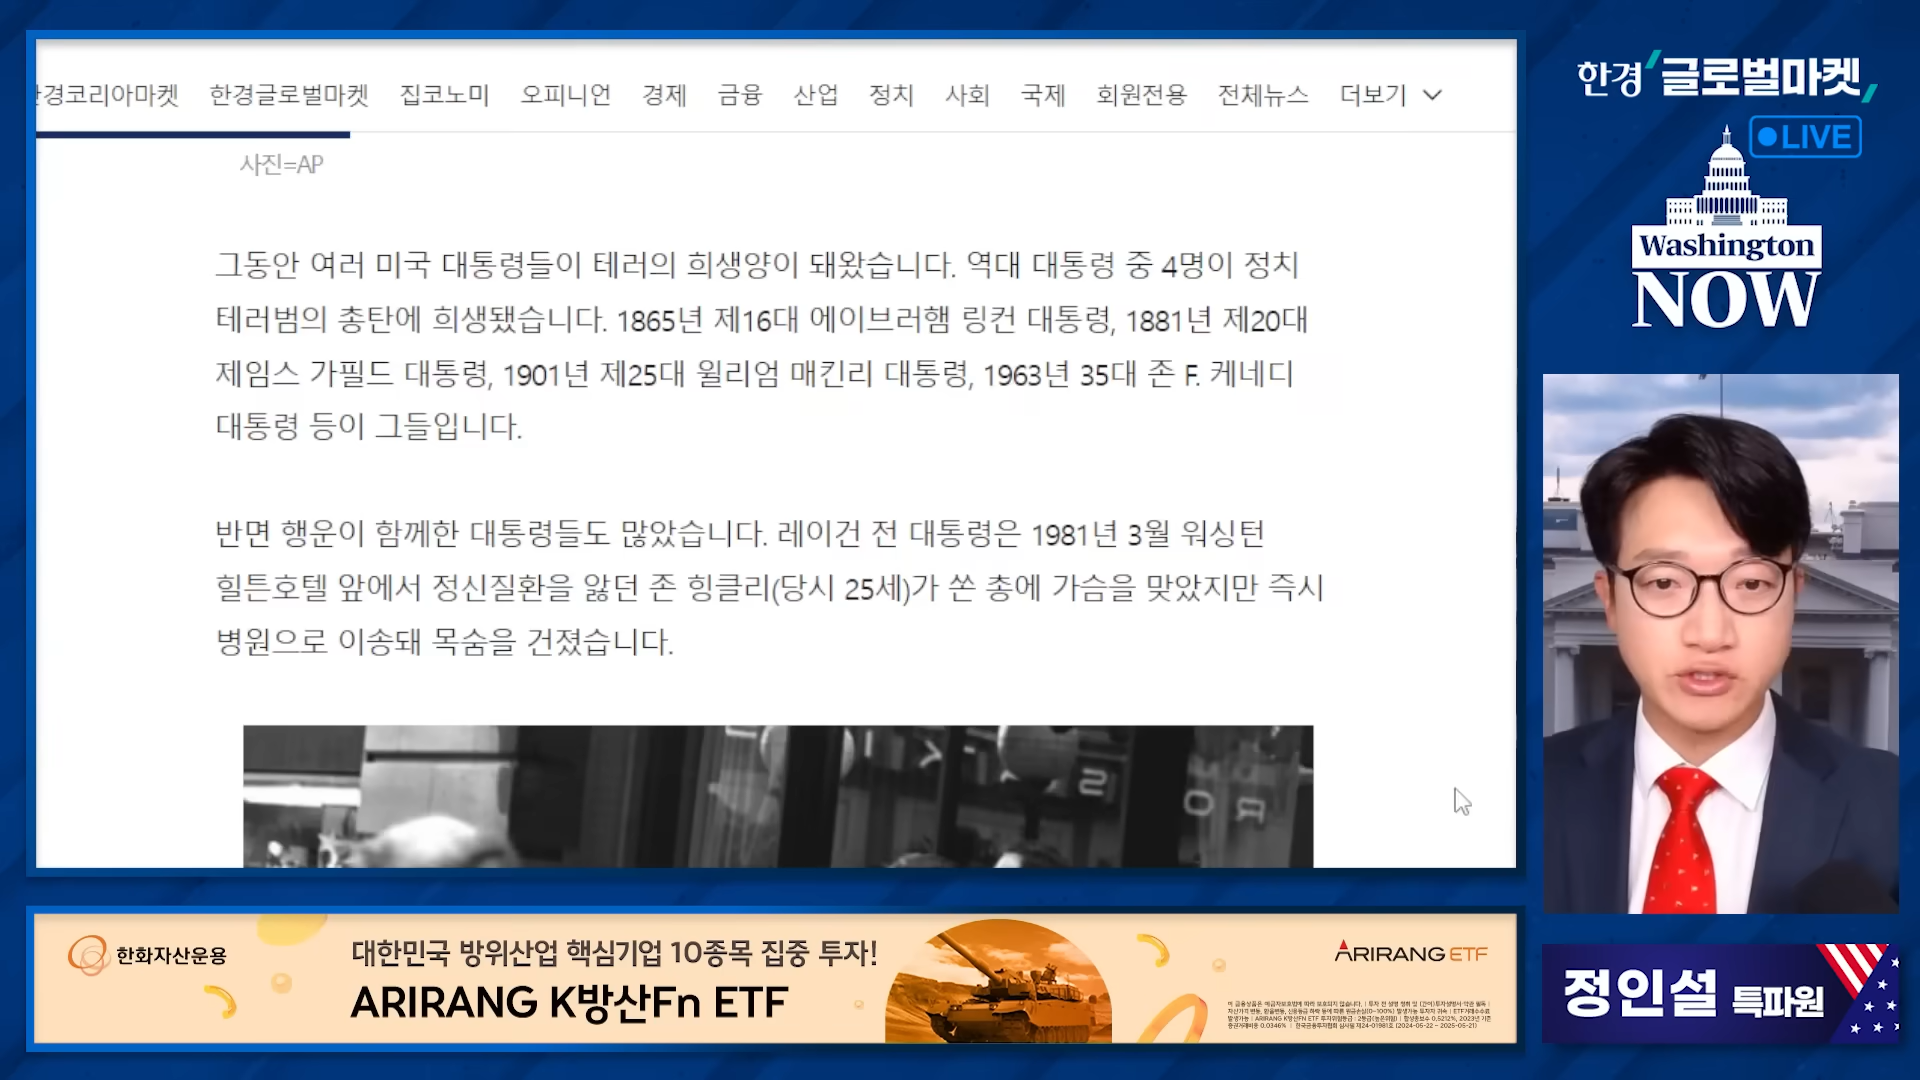 한경코리아마켓 한경글로벌마켓 집코노미 오피니언 경제 금융 산업 정치 사회 국제 회원전용 전체뉴스 더보기
사진=AP
그동안 여러 미국 대통령들이 테러의 희생양이 돼왔습니다. 역대 대통령 중 4명이 정치
테러범의 총탄에 희생됐습니다. 1865년 제16대 에이브러햄 링컨 대통령, 1881년 제20대
제임스 가필드 대통령, 1901년 제25대 윌리엄 매킨리 대통령, 1963년 35대 존 F. 케네디
대통령 등이 그들입니다.
반면 행운이 함께한 대통령들도 많았습니다. 레이건 전 대통령은 1981년 3월 워싱턴
힐튼호텔 앞에서 정신질환을 앓던 존 힝클리(당시 25세)가 쏜 총에 가슴을 맞았지만 즉시
병원으로 이송돼 목숨을 건졌습니다.
한경 글로벌마켓
LIVE
Washington
NOW
정인설 특파원
한화자산운용
대한민국 방위산업 핵심기업 10종목 집중 투자!
ARIRANG K방산Fn ETF
ARIRANG ETF